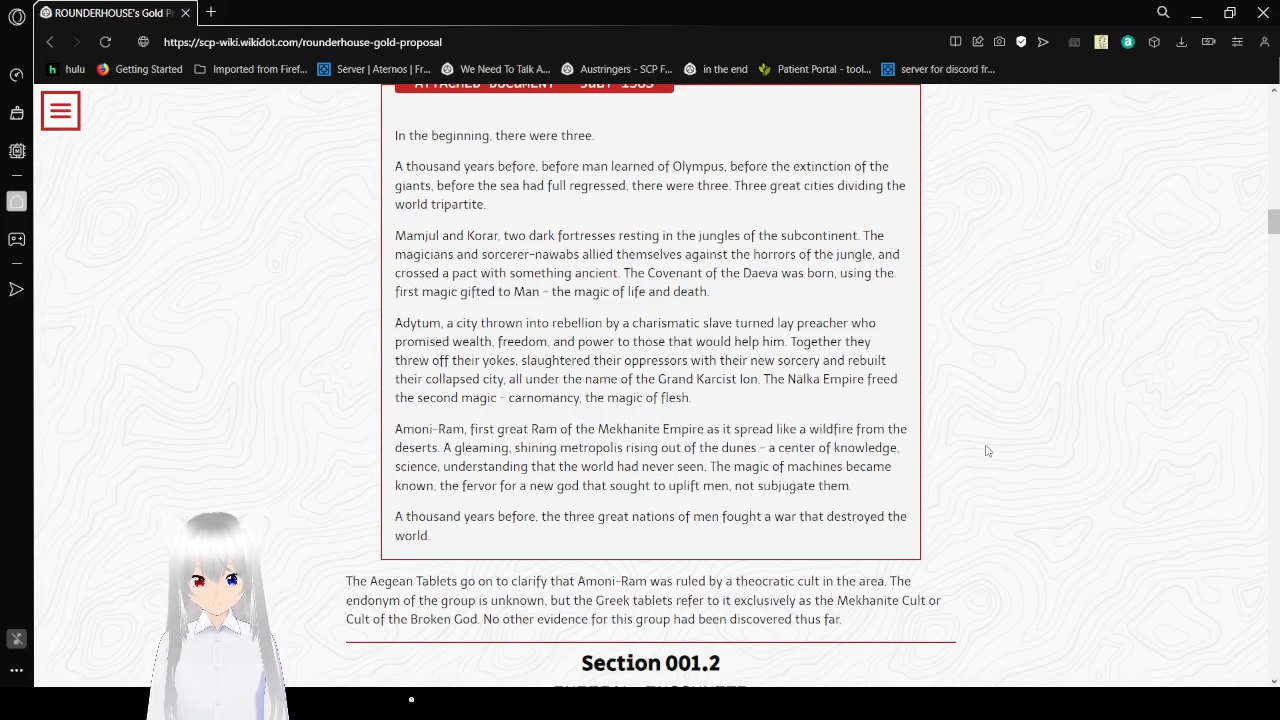 ROUNDERHOUSE's Gold P
https://scp-wiki.wikidot.com/rounderhouse-gold-proposal
hulu
Getting Started
Imported from Firef...
Server | Aternos | Fr...
We Need To Talk A...
Austringers - SCP F...
in the end
Patient Portal - tool...
server for discord fr...
ATTACHED DOCUMENT
JULY 1983
In the beginning, there were three.
A thousand years before, before man learned of Olympus, before the extinction of the
giants, before the sea had full regressed, there were three. Three great cities dividing the
world tripartite.
Mamjul and Korar, two dark fortresses resting in the jungles of the subcontinent. The
magicians and sorcerer-nawabs allied themselves against the horrors of the jungle, and
crossed a pact with something ancient. The Covenant of the Daeva was born, using the
first magic gifted to Man – the magic of life and death.
Adytum, a city thrown into rebellion by a charismatic slave turned lay preacher who
promised wealth, freedom, and power to those that would help him. Together they
threw off their yokes, slaughtered their oppressors with their new sorcery and rebuilt
their collapsed city, all under the name of the Grand Karcist Ion. The Nälka Empire freed
the second magic – carnomancy, the magic of flesh.
Amoni-Ram, first great Ram of the Mekhanite Empire as it spread like a wildfire from the
deserts. A gleaming, shining metropolis rising out of the dunes – a center of knowledge,
science, understanding that the world had never seen. The magic of machines became
known, the fervor for a new god that sought to uplift men, not subjugate them.
A thousand years before, the three great nations of men fought a war that destroyed the
world.
The Aegean Tablets go on to clarify that Amoni-Ram was ruled by a theocratic cult in the area. The
endonym of the group is unknown, but the Greek tablets refer to it exclusively as the Mekhanite Cult or
Cult of the Broken God. No other evidence for this group had been discovered thus far.
Section 001.2